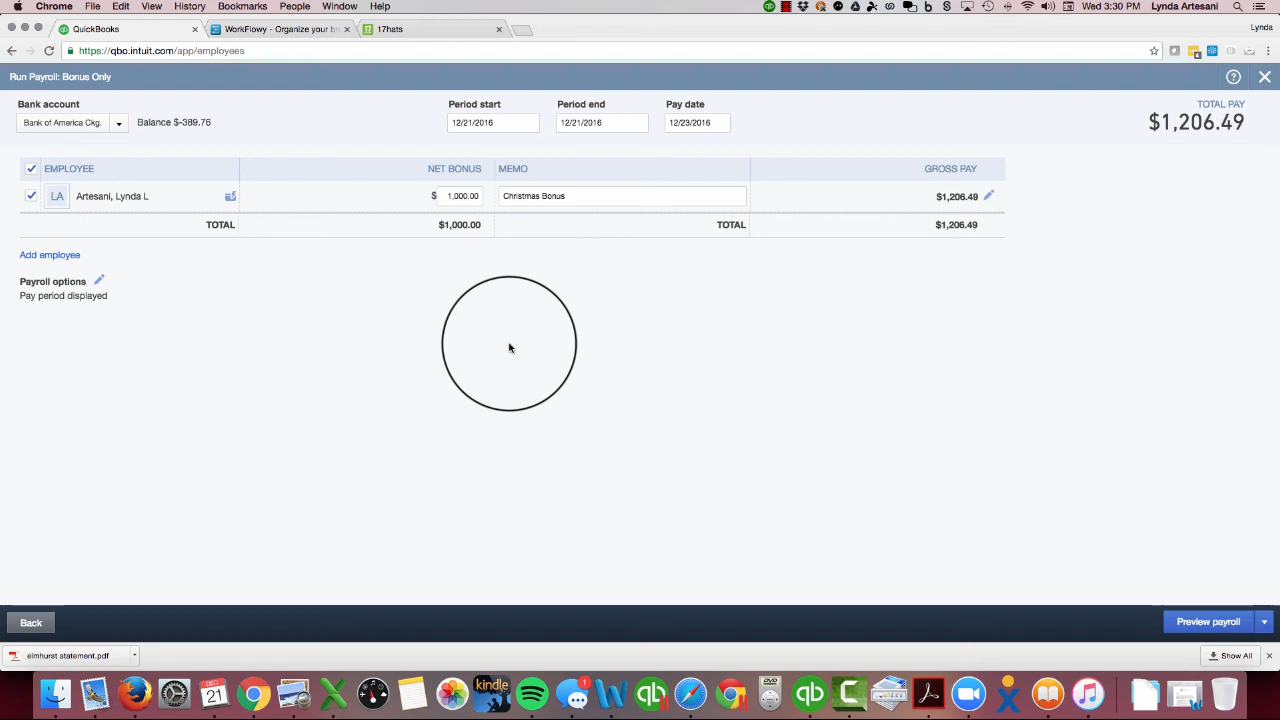 Chrome File Edit View History Bookmarks People Window Help Wed 3:30 PM Lynda Artesani
QuickBooks WorkFlowy - Organize your br 17hats Lynda
https://qbo.intuit.com/app/employees
Run Payroll: Bonus Only
Bank account Period start Period end Pay date TOTAL PAY
Bank of America Ckg. Balance $-389.76 12/21/2016 12/21/2016 12/23/2016 $1,206.49
EMPLOYEE NET BONUS MEMO GROSS PAY
LA Artesani, Lynda L $ 1,000.00 Christmas Bonus $1,206.49
TOTAL $1,000.00 TOTAL $1,206.49
Add employee
Payroll options
Pay period displayed
Back Preview payroll
elmhurst statement.pdf Show All
DEC
21
kindle
1
DVD